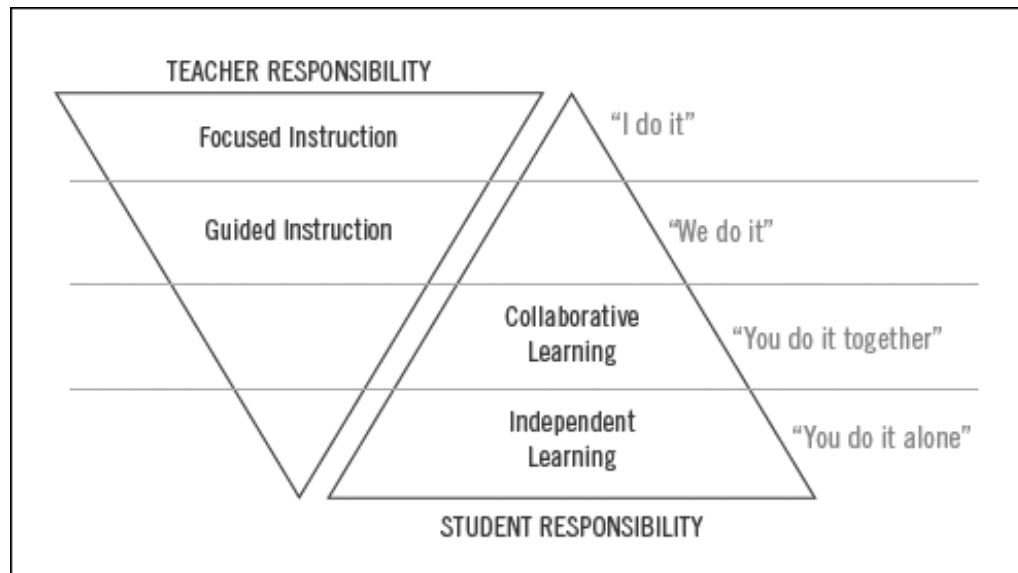 TEACHER RESPONSIBILITY
Focused Instruction
“I do it”
Guided Instruction
“We do it”
Collaborative
Learning
“You do it together”
Independent
Learning
“You do it alone”
STUDENT RESPONSIBILITY